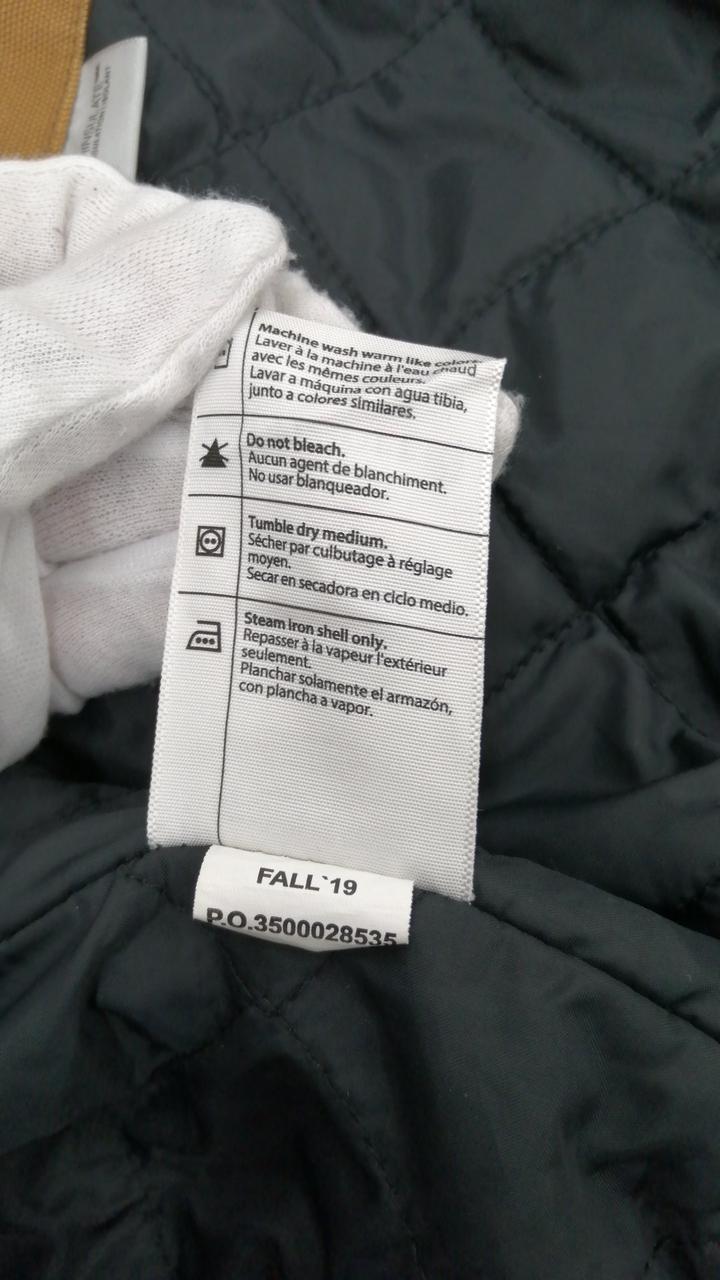 Machine wash warm like colors
Laver à la machine à l'eau chaud
avec les mêmes couleurs.
Lavar a máquina con agua tibia,
junto a colores similares.
Do not bleach.
Aucun agent de blanchiment.
No usar blanqueador.
Tumble dry medium.
Sécher par culbutage à réglage
moyen.
Secar en secadora en ciclo medio.
Steam iron shell only.
Repasser à la vapeur l'extérieur
seulement.
Planchar solamente el armazón,
con plancha a vapor.
FALL`19
P.O.3500028535